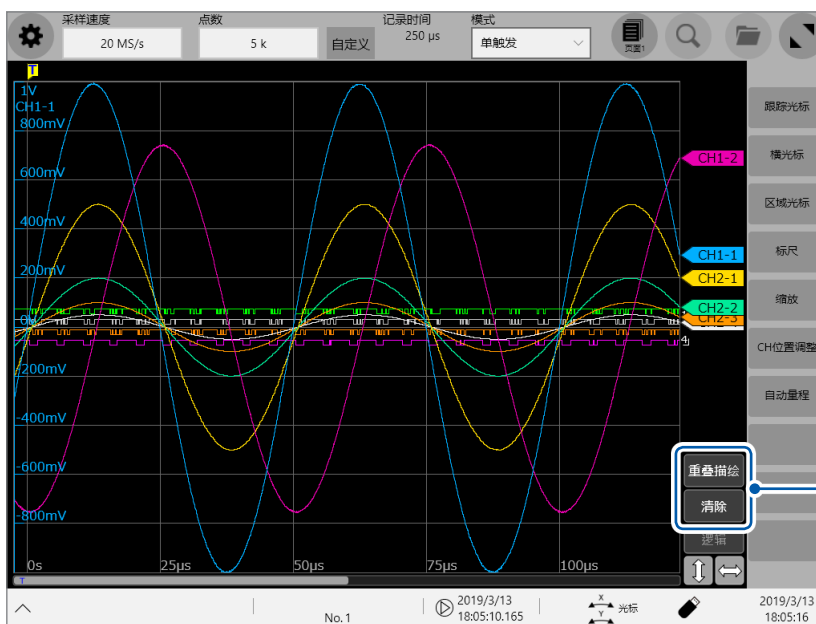 采样速度 点数 记录时间 模式
20 MS/s 5 k 自定义 250 µs 单触发 页面1
T
1V
CH1-1
800mV
跟踪光标
CH1-2
横光标
600mV
区域光标
400mV
CH1-1
标尺
200mV
CH2-1
缩放
CH2-2
CH2-3
4
CH位置调整
-200mV
自动量程
-400mV
-600mV
重叠描绘
清除
-800mV
逻辑
0s 25µs 50µs 75µs 100µs
T
No. 1
2019/3/13
18:05:10.165
X
Y
光标
2019/3/13
18:05:16